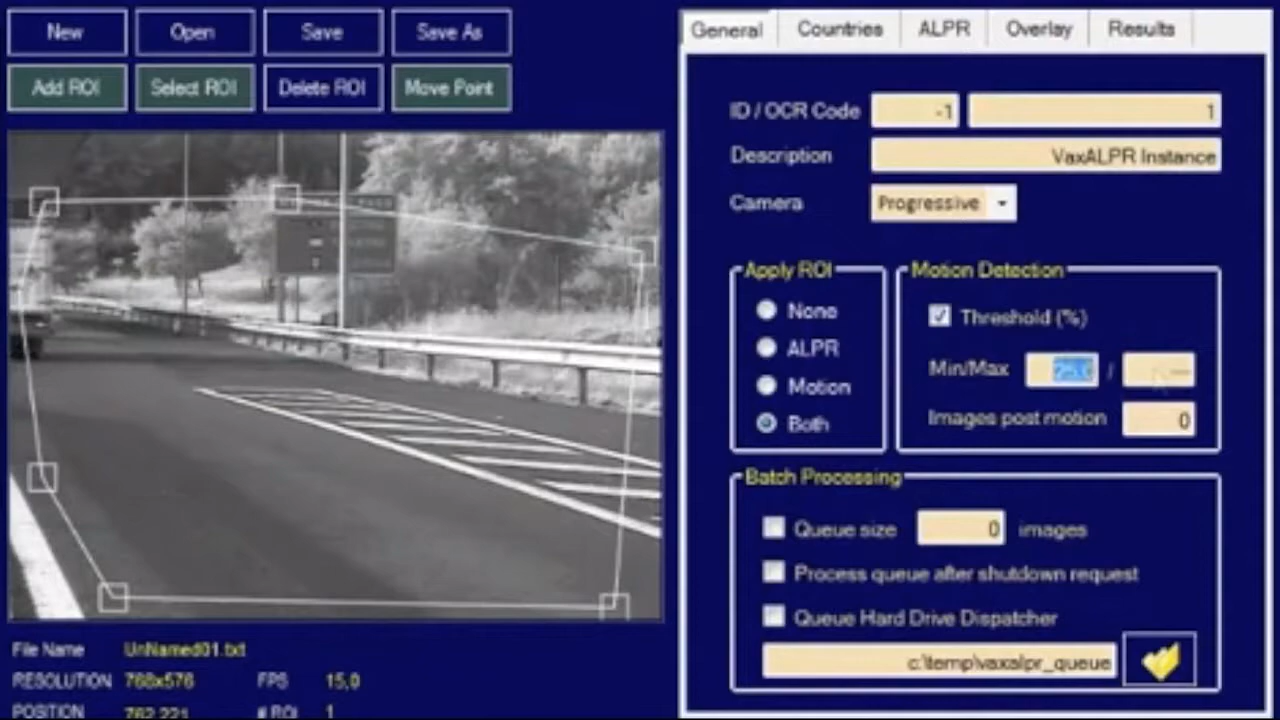 New Open Save Save As
Add ROI Select ROI Delete ROI Move Point
File Name UnNamed01.txt
RESOLUTION 768x576 FPS 15,0
POSITION 762,221 # ROI 1
General Countries ALPR Overlay Results
ID / OCR Code -1 1
Description VaxALPR Instance
Camera Progressive
Apply ROI
None
ALPR
Motion
Both
Motion Detection
Threshold (%)
Min/Max /
Images post motion 0
Batch Processing
Queue size 0 images
Process queue after shutdown request
Queue Hard Drive Dispatcher
c:\temp\vaxalpr_queue